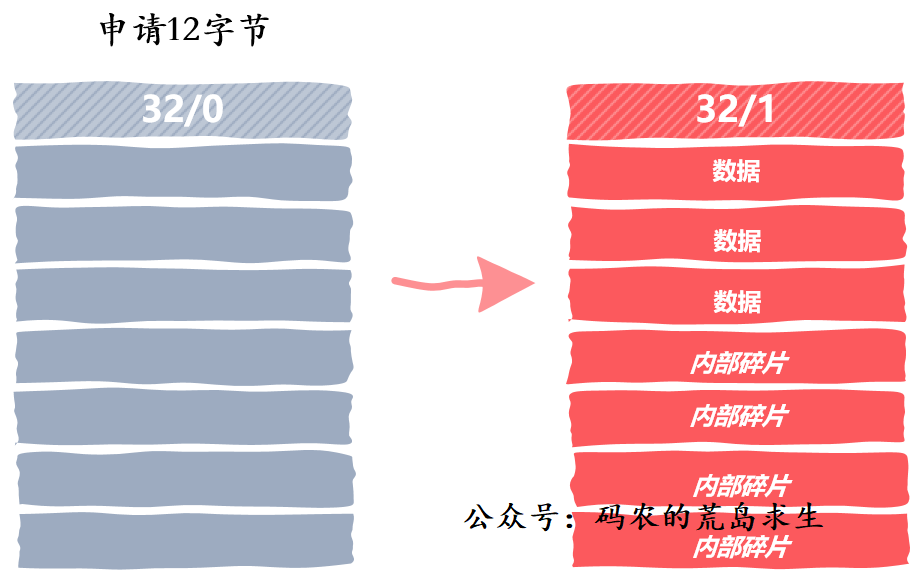 申请12字节
32/0
32/1
数据
数据
数据
内部碎片
内部碎片
内部碎片
公众号：码农的荒岛求生
内部碎片